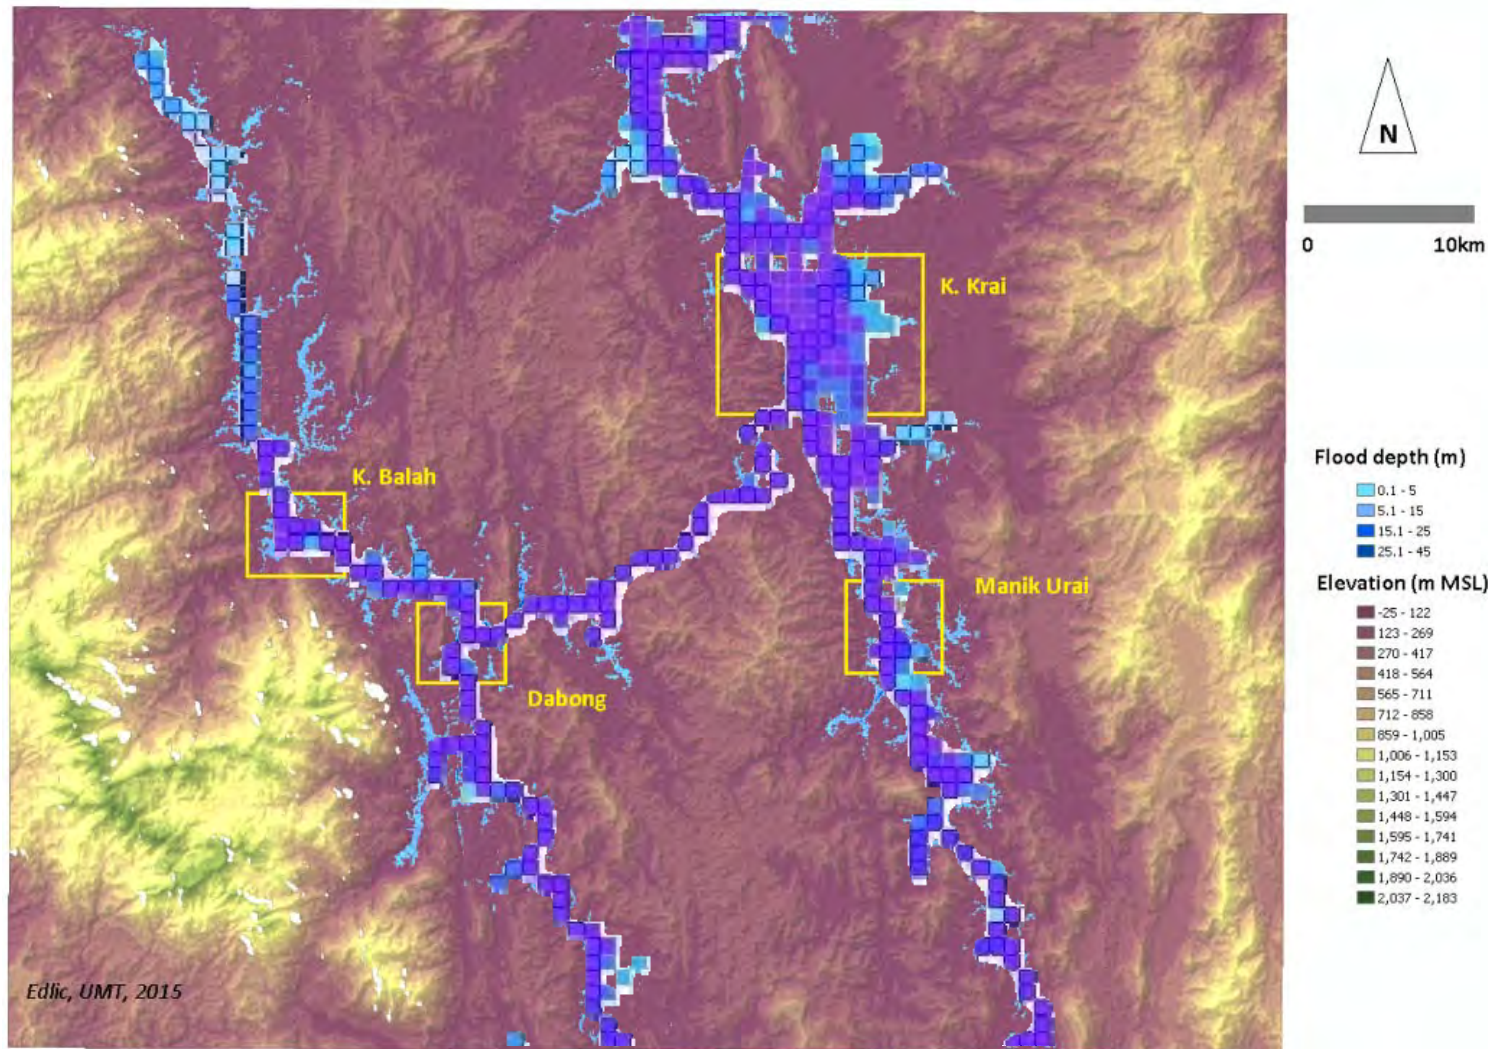 N
0 10km
K. Krai
K. Balah
Manik Urai
Dabong
Edlic, UMT, 2015
Flood depth (m)
0.1 - 5
5.1 - 15
15.1 - 25
25.1 - 45
Elevation (m MSL)
-25 - 122
123 - 269
270 - 417
418 - 564
565 - 711
712 - 858
859 - 1,005
1,006 - 1,153
1,154 - 1,300
1,301 - 1,447
1,448 - 1,594
1,595 - 1,741
1,742 - 1,889
1,890 - 2,036
2,037 - 2,183